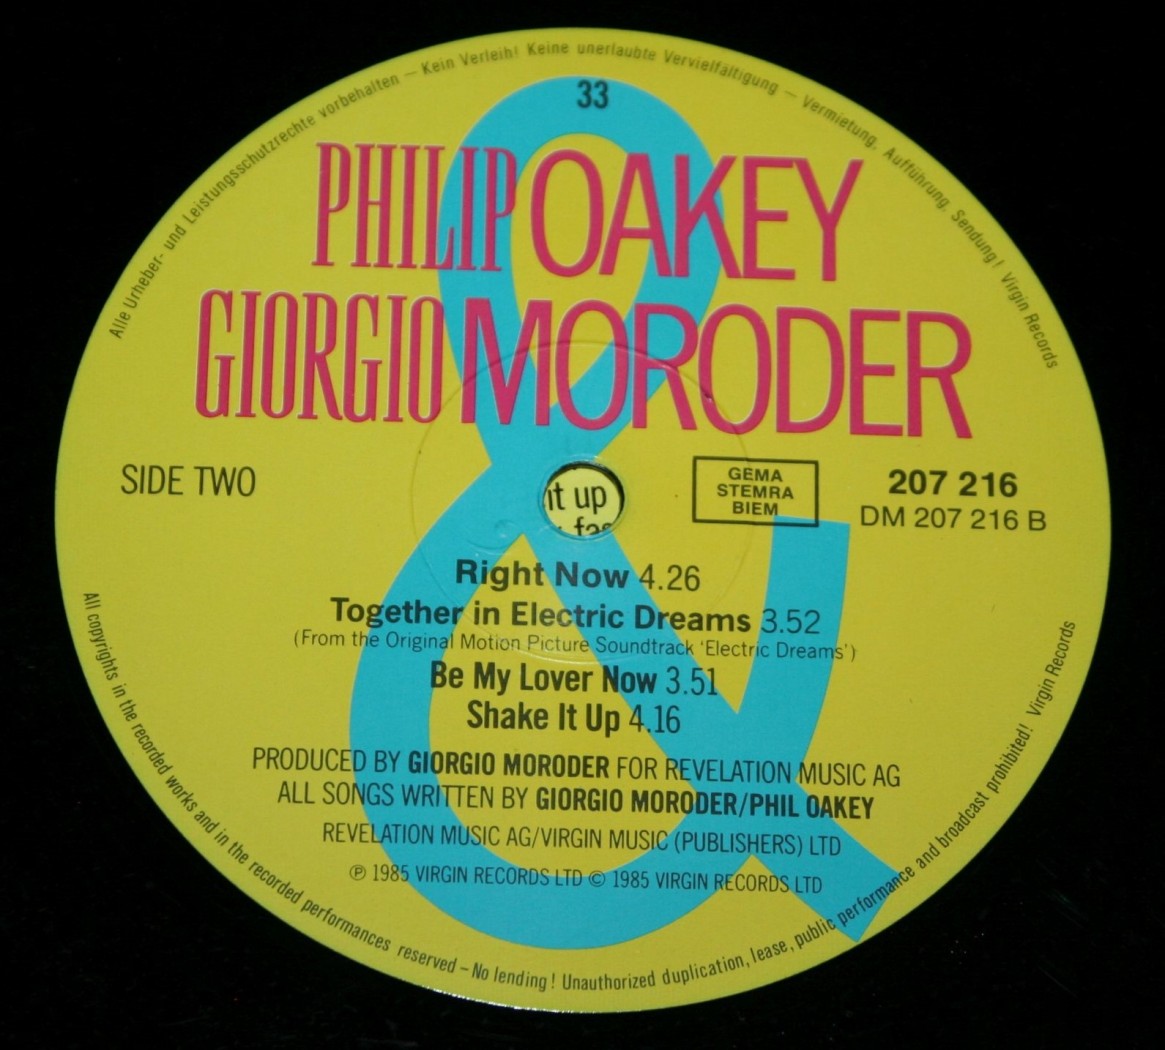 Alle Urheber- und Leistungsschutzrechte vorbehalten – Kein Verleih! Keine unerlaubte Vervielfältigung – Vermietung, Aufführung, Sendung! Virgin Records
33
PHILIP OAKEY
&
GIORGIO MORODER
SIDE TWO
GEMA
STEMRA
BIEM
207 216
DM 207 216 B
it up
Right Now 4.26
Together in Electric Dreams 3.52
(From the Original Motion Picture Soundtrack 'Electric Dreams')
Be My Lover Now 3.51
Shake It Up 4.16
PRODUCED BY GIORGIO MORODER FOR REVELATION MUSIC AG
ALL SONGS WRITTEN BY GIORGIO MORODER/PHIL OAKEY
REVELATION MUSIC AG/VIRGIN MUSIC (PUBLISHERS) LTD
℗ 1985 VIRGIN RECORDS LTD © 1985 VIRGIN RECORDS LTD
All copyrights in the recorded works and in the recorded performances reserved – No lending! Unauthorized duplication, lease, public performance and broadcast prohibited! Virgin Records